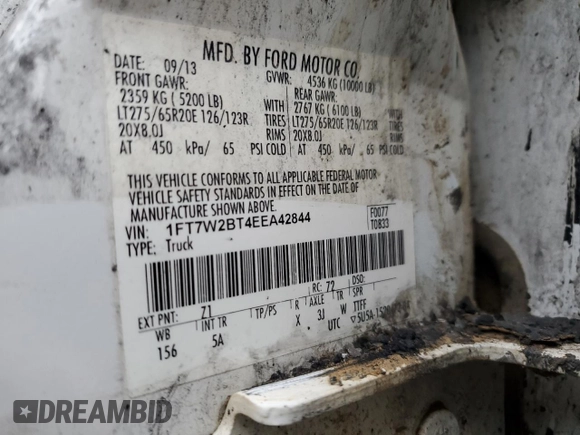 MFD. BY FORD MOTOR CO.
DATE: 09/13 GVWR: 4536 KG (10000 LB)
FRONT GAWR: REAR GAWR:
2359 KG (5200 LB) WITH 2767 KG (6100 LB) WITH
LT275/65R20E 126/123R TIRES LT275/65R20E 126/123R TIRES
20X8.0J RIMS 20X8.0J RIMS
AT 450 kPa/ 65 PSI COLD AT 450 kPa/ 65 PSI COLD
THIS VEHICLE CONFORMS TO ALL APPLICABLE FEDERAL MOTOR
VEHICLE SAFETY STANDARDS IN EFFECT ON THE DATE OF
MANUFACTURE SHOWN ABOVE.
VIN: 1FT7W2BT4EEA42844 F0077
TYPE: Truck T0833
EXT PNT: Z1 RC: 72 DSO:
WB INT TR TP/PS R AXLE TR SPR
156 5A X 3J W TTFF
UTC
DREAMBID